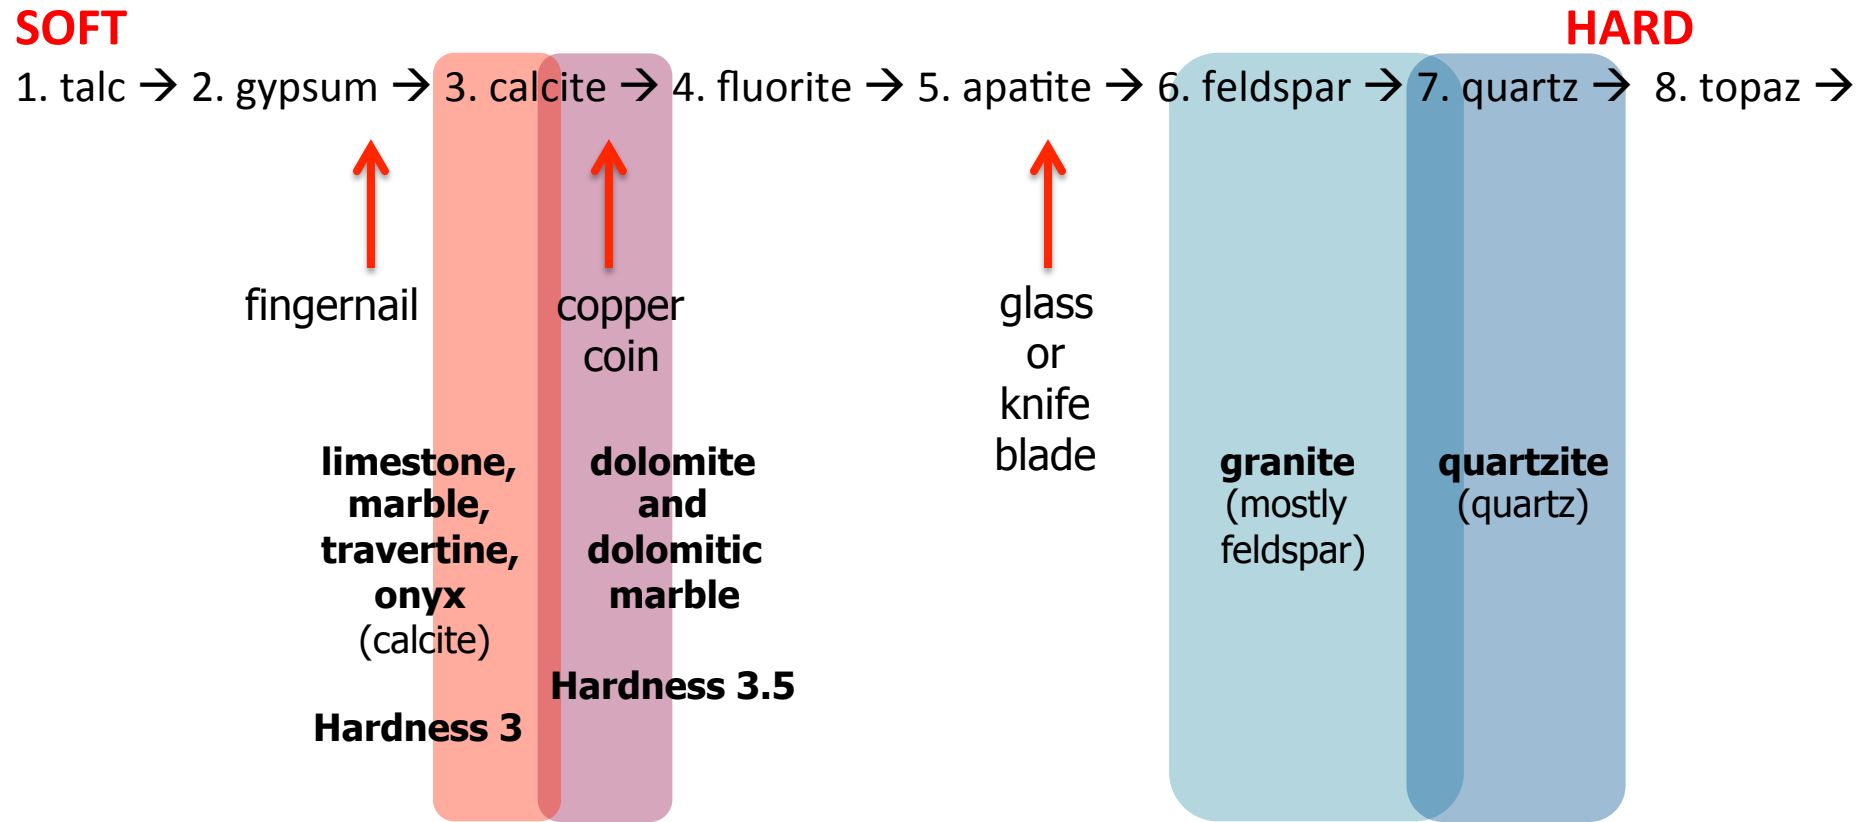 SOFT
HARD
1. talc → 2. gypsum → 3. calcite → 4. fluorite → 5. apatite → 6. feldspar → 7. quartz → 8. topaz →
fingernail
copper
coin
glass
or
knife
blade
limestone,
marble,
travertine,
onyx
(calcite)
Hardness 3
dolomite
and
dolomitic
marble
Hardness 3.5
granite
(mostly
feldspar)
quartzite
(quartz)